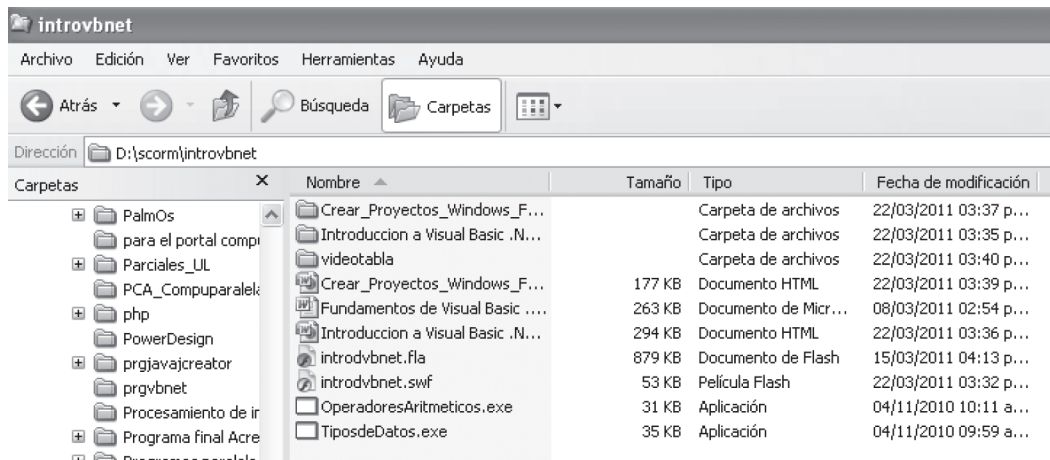 introvbnet
Archivo Edición Ver Favoritos Herramientas Ayuda
Atrás Búsqueda Carpetas
Dirección D:\scorm\introvbnet
Carpetas
PalmOs
para el portal compu
Parciales_UL
PCA_Compuparalela
php
PowerDesign
prgjavajcreator
prgvbnet
Procesamiento de ir
Programa final Acre
Nombre Tamaño Tipo Fecha de modificación
Crear_Proyectos_Windows_F... Carpeta de archivos 22/03/2011 03:37 p...
Introduccion a Visual Basic .N... Carpeta de archivos 22/03/2011 03:35 p...
videotabla Carpeta de archivos 22/03/2011 03:40 p...
Crear_Proyectos_Windows_F... 177 KB Documento HTML 22/03/2011 03:39 p...
Fundamentos de Visual Basic .... 263 KB Documento de Micr... 08/03/2011 02:54 p...
Introduccion a Visual Basic .N... 294 KB Documento HTML 22/03/2011 03:36 p...
introdvbnet.fla 879 KB Documento de Flash 15/03/2011 04:13 p...
introdvbnet.swf 53 KB Película Flash 22/03/2011 03:32 p...
OperadoresAritmeticos.exe 31 KB Aplicación 04/11/2010 10:11 a...
TiposdeDatos.exe 35 KB Aplicación 04/11/2010 09:59 a...